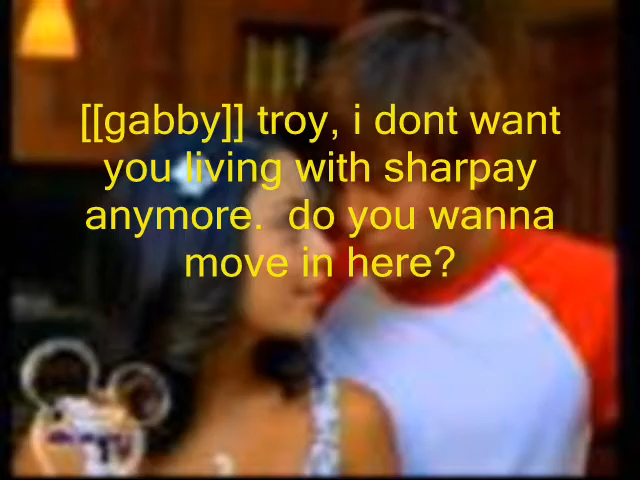 [[gabby]] troy, i dont want
you living with sharpay
anymore.  do you wanna
move in here?